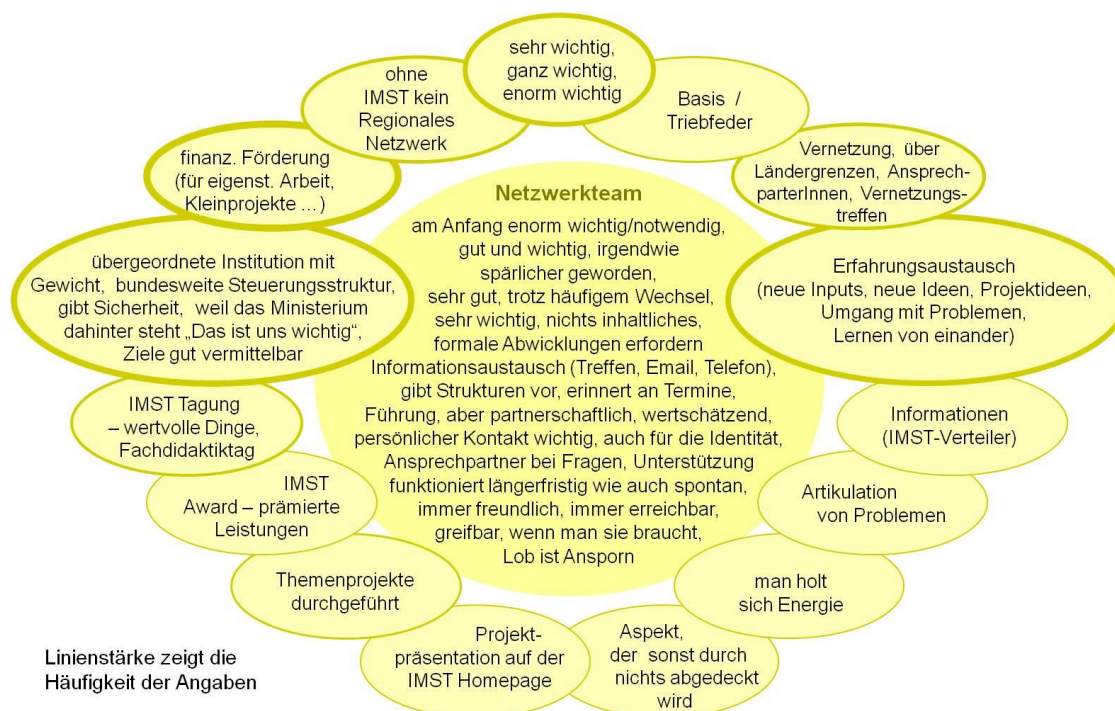 sehr wichtig,
ganz wichtig,
enorm wichtig
ohne
IMST kein
Regionales
Netzwerk
Basis /
Triebfeder
finanz. Förderung
(für eigenst. Arbeit,
Kleinprojekte ...)
Vernetzung, über
Ländergrenzen, Ansprech-
parterInnen, Vernetzungs-
treffen
übergeordnete Institution mit
Gewicht, bundesweite Steuerungsstruktur,
gibt Sicherheit, weil das Ministerium
dahinter steht „Das ist uns wichtig“,
Ziele gut vermittelbar
Netzwerkteam
am Anfang enorm wichtig/notwendig,
gut und wichtig, irgendwie
spärlicher geworden,
sehr gut, trotz häufigem Wechsel,
sehr wichtig, nichts inhaltliches,
formale Abwicklungen erfordern
Informationsaustausch (Treffen, Email, Telefon),
gibt Strukturen vor, erinnert an Termine,
Führung, aber partnerschaftlich, wertschätzend,
persönlicher Kontakt wichtig, auch für die Identität,
Ansprechpartner bei Fragen, Unterstützung
funktioniert längerfristig wie auch spontan,
immer freundlich, immer erreichbar,
greifbar, wenn man sie braucht,
Lob ist Ansporn
Erfahrungsaustausch
(neue Inputs, neue Ideen, Projektideen,
Umgang mit Problemen,
Lernen von einander)
IMST Tagung
– wertvolle Dinge,
Fachdidaktiktag
Informationen
(IMST-Verteiler)
IMST
Award – prämierte
Leistungen
Artikulation
von Problemen
Themenprojekte
durchgeführt
man holt
sich Energie
Projekt-
präsentation auf der
IMST Homepage
Aspekt,
der sonst durch
nichts abgedeckt
wird
Linienstärke zeigt die
Häufigkeit der Angaben